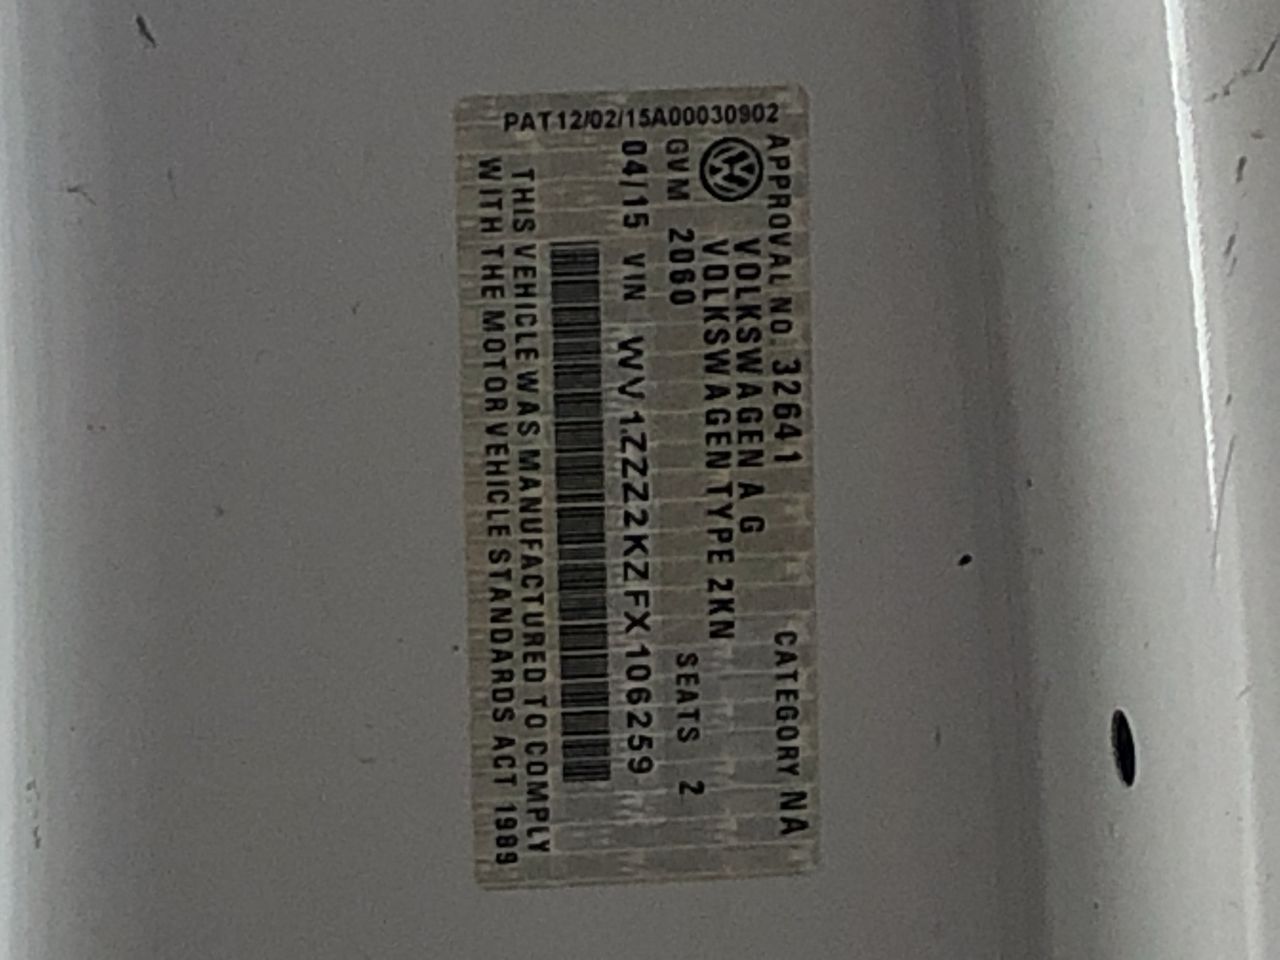 PAT12/02/15A00030902
APPROVAL NO. 32641 CATEGORY NA
VOLKSWAGEN A G
VOLKSWAGEN TYPE 2KN
GVM 2060 SEATS 2
04/15 VIN WV1ZZZ2KZFX106259
THIS VEHICLE WAS MANUFACTURED TO COMPLY
WITH THE MOTOR VEHICLE STANDARDS ACT 1989